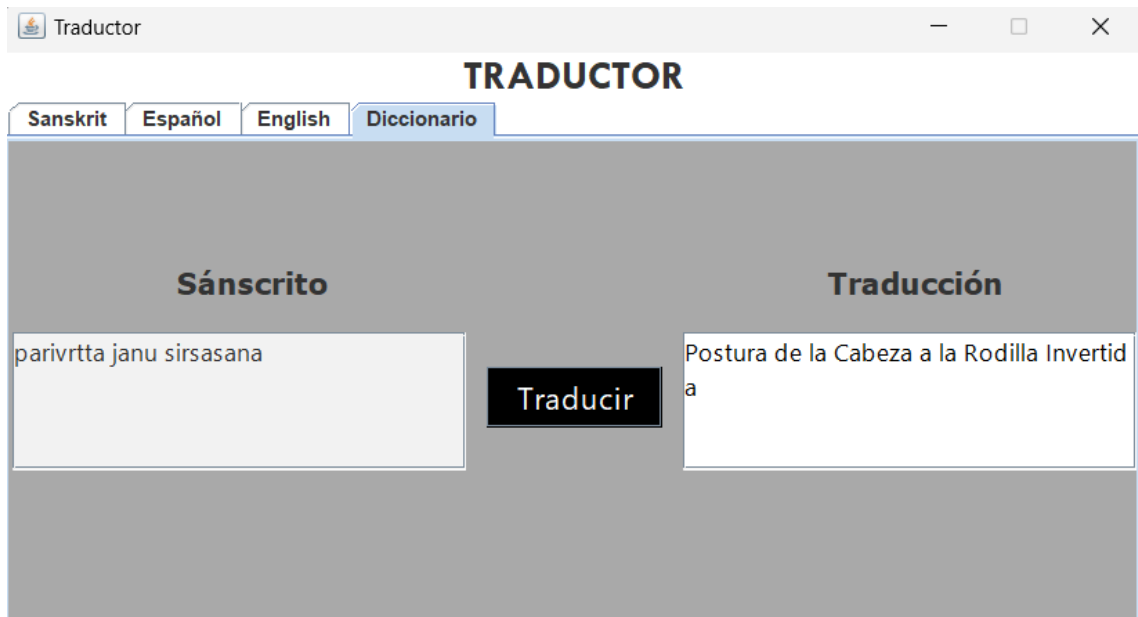 Traductor
TRADUCTOR
Sanskrit Español English Diccionario
Sánscrito Traducción
parivrtta janu sirsasana
Postura de la Cabeza a la Rodilla Invertid
a
Traducir